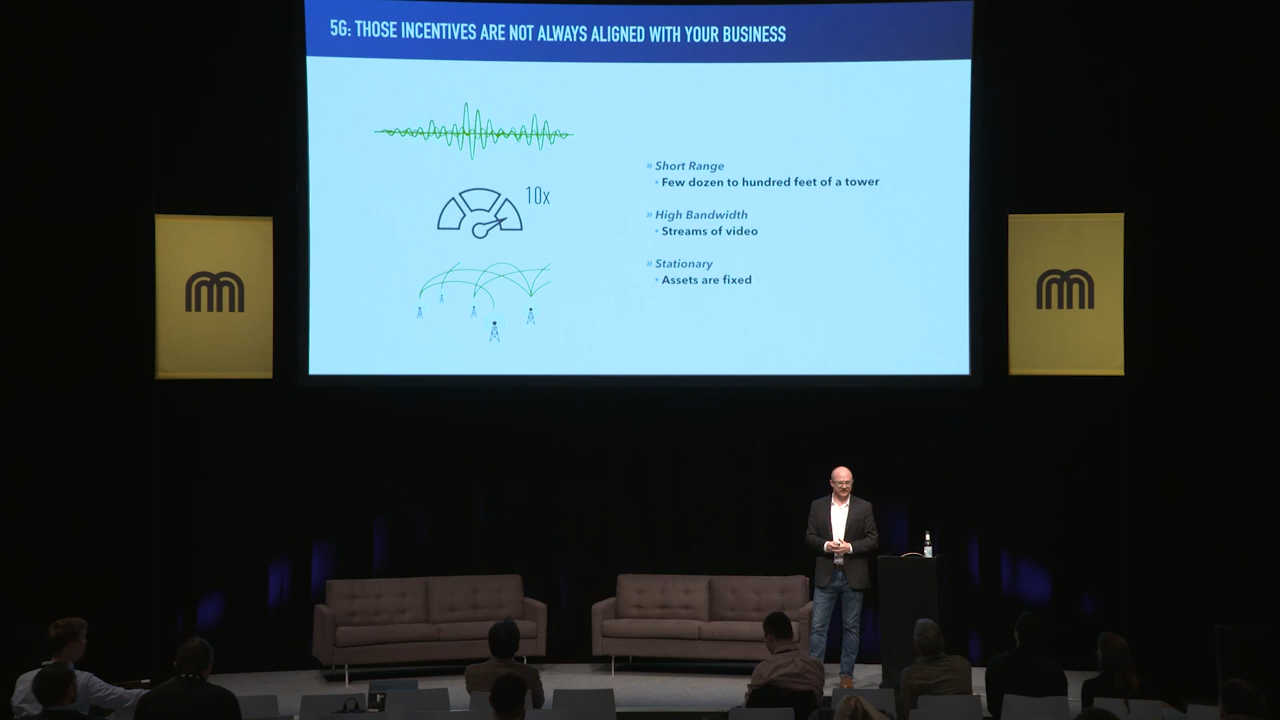 5G: THOSE INCENTIVES ARE NOT ALWAYS ALIGNED WITH YOUR BUSINESS
10x
» Short Range
• Few dozen to hundred feet of a tower
» High Bandwidth
• Streams of video
» Stationary
• Assets are fixed